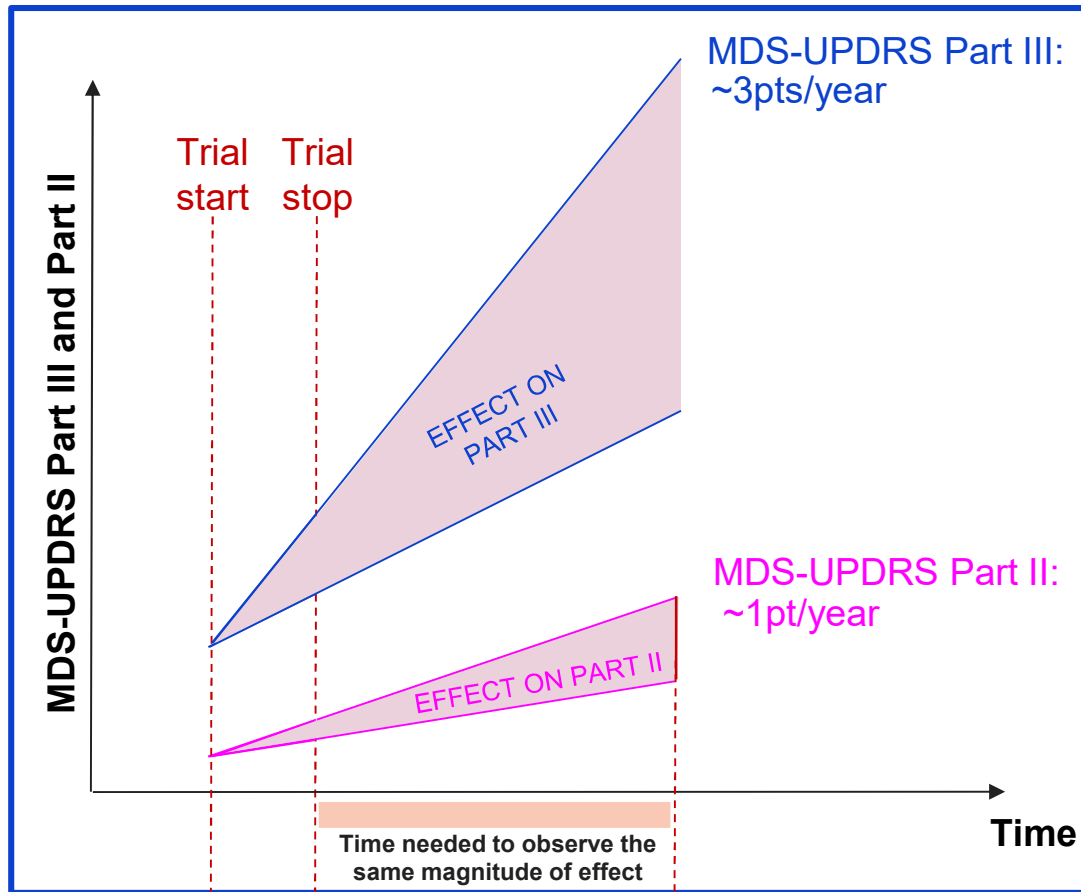 MDS-UPDRS Part III:
~3pts/year
Trial
start
Trial
stop
MDS-UPDRS Part III and Part II
EFFECT ON
PART III
MDS-UPDRS Part II:
~1pt/year
EFFECT ON PART II
Time
Time needed to observe the
same magnitude of effect